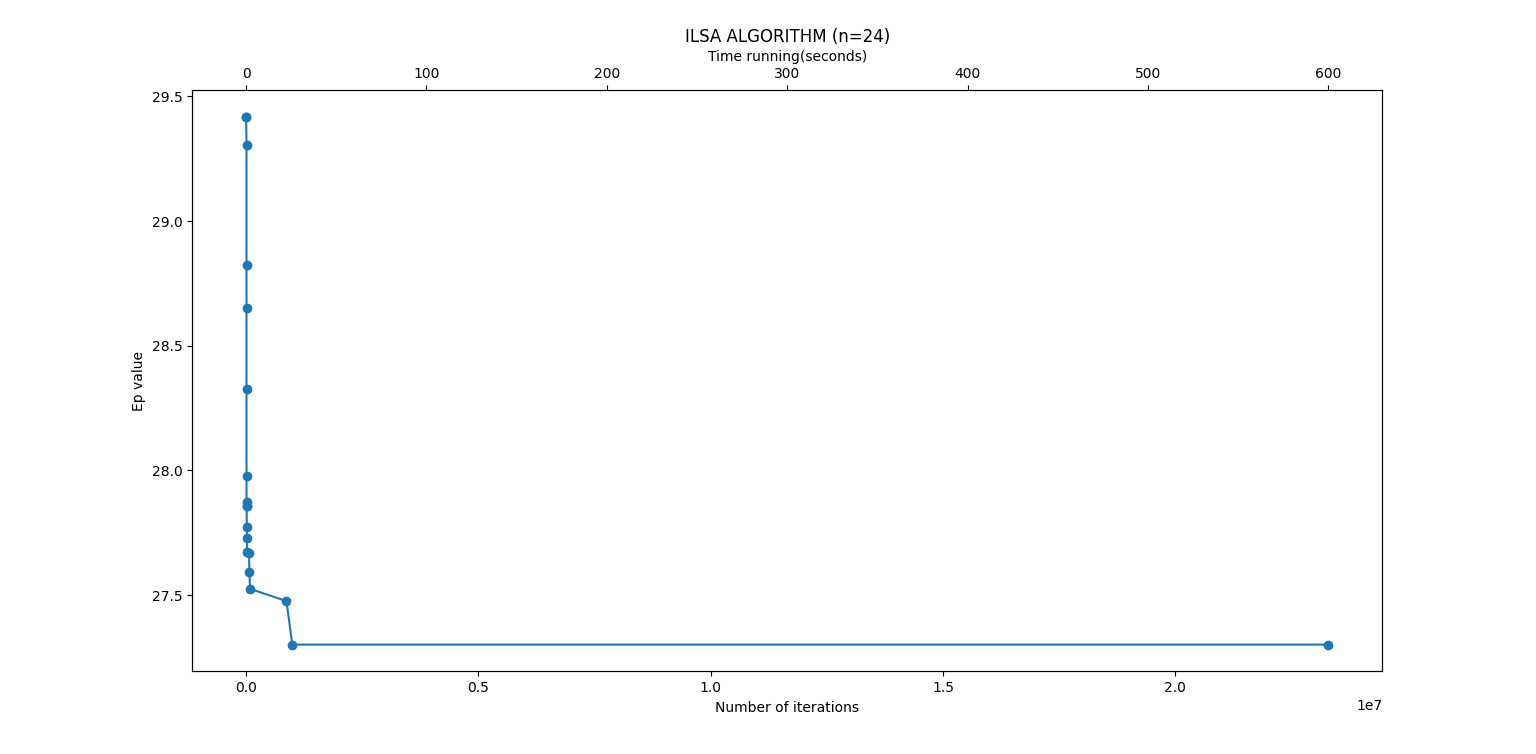 ILSA ALGORITHM (n=24)
Time running(seconds)
0 100 200 300 400 500 600
29.5
29.0
28.5
28.0
27.5
Ep value
0.0 0.5 1.0 1.5 2.0
Number of iterations
1e7